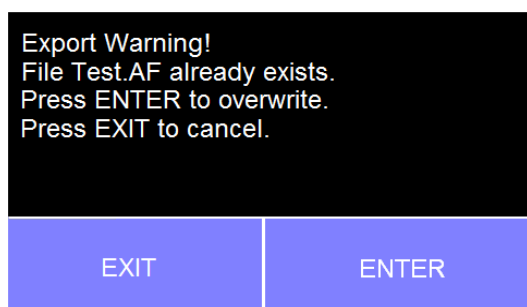 Export Warning!
File Test.AF already exists.
Press ENTER to overwrite.
Press EXIT to cancel.
EXIT
ENTER